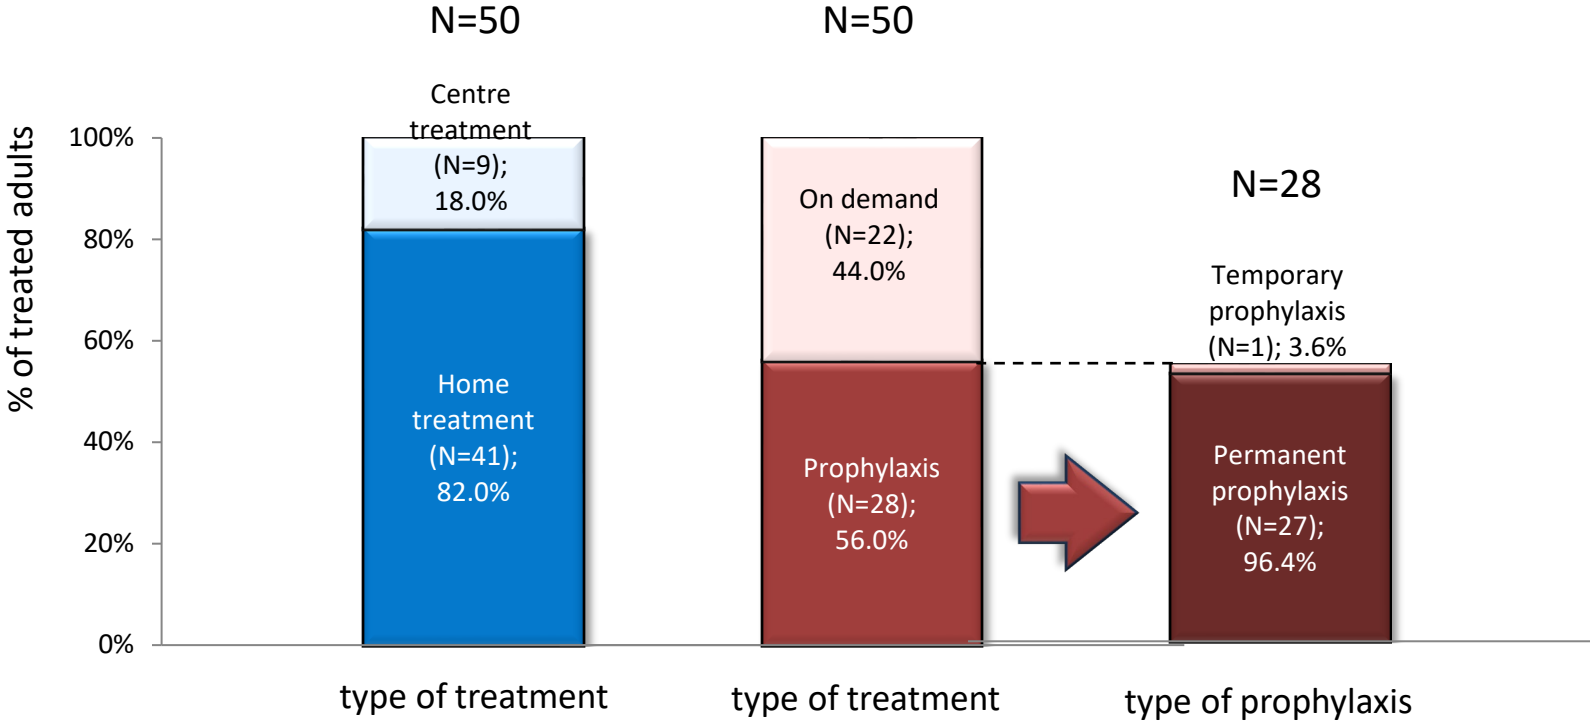 N=50
N=50
Centre
treatment
(N=9);
18.0%
On demand
(N=22);
44.0%
N=28
Temporary
prophylaxis
(N=1); 3.6%
Home
treatment
(N=41);
82.0%
Prophylaxis
(N=28);
56.0%
Permanent
prophylaxis
(N=27);
96.4%
% of treated adults
100%
80%
60%
40%
20%
0%
type of treatment
type of treatment
type of prophylaxis